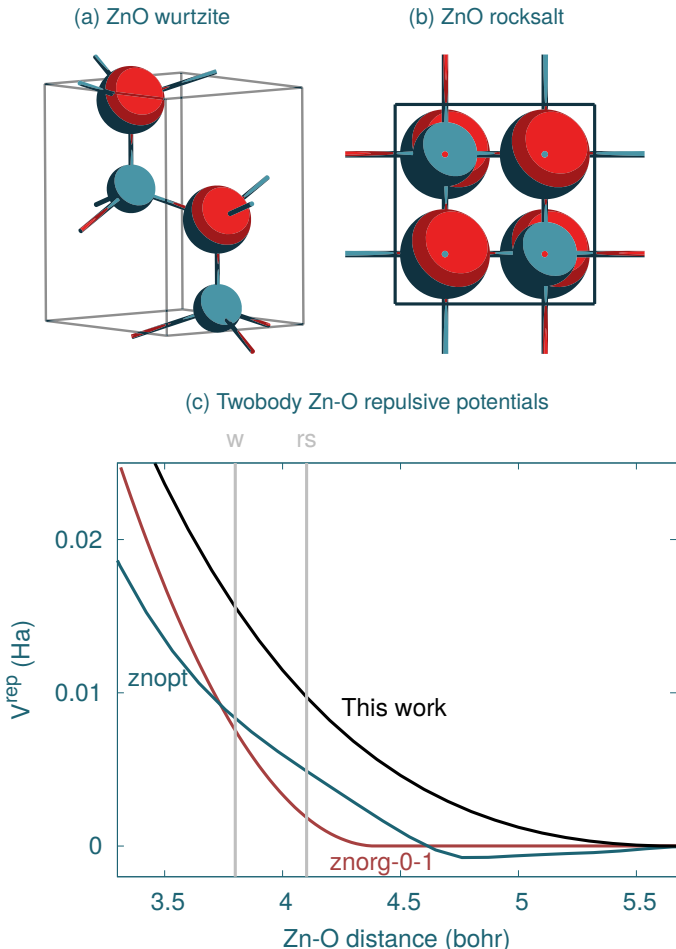 (a) ZnO wurtzite
(b) ZnO rocksalt
(c) Twobody Zn-O repulsive potentials
w
rs
0.02
0.01
0
V^rep (Ha)
znopt
This work
znorg-0-1
3.5
4
4.5
5
5.5
Zn-O distance (bohr)